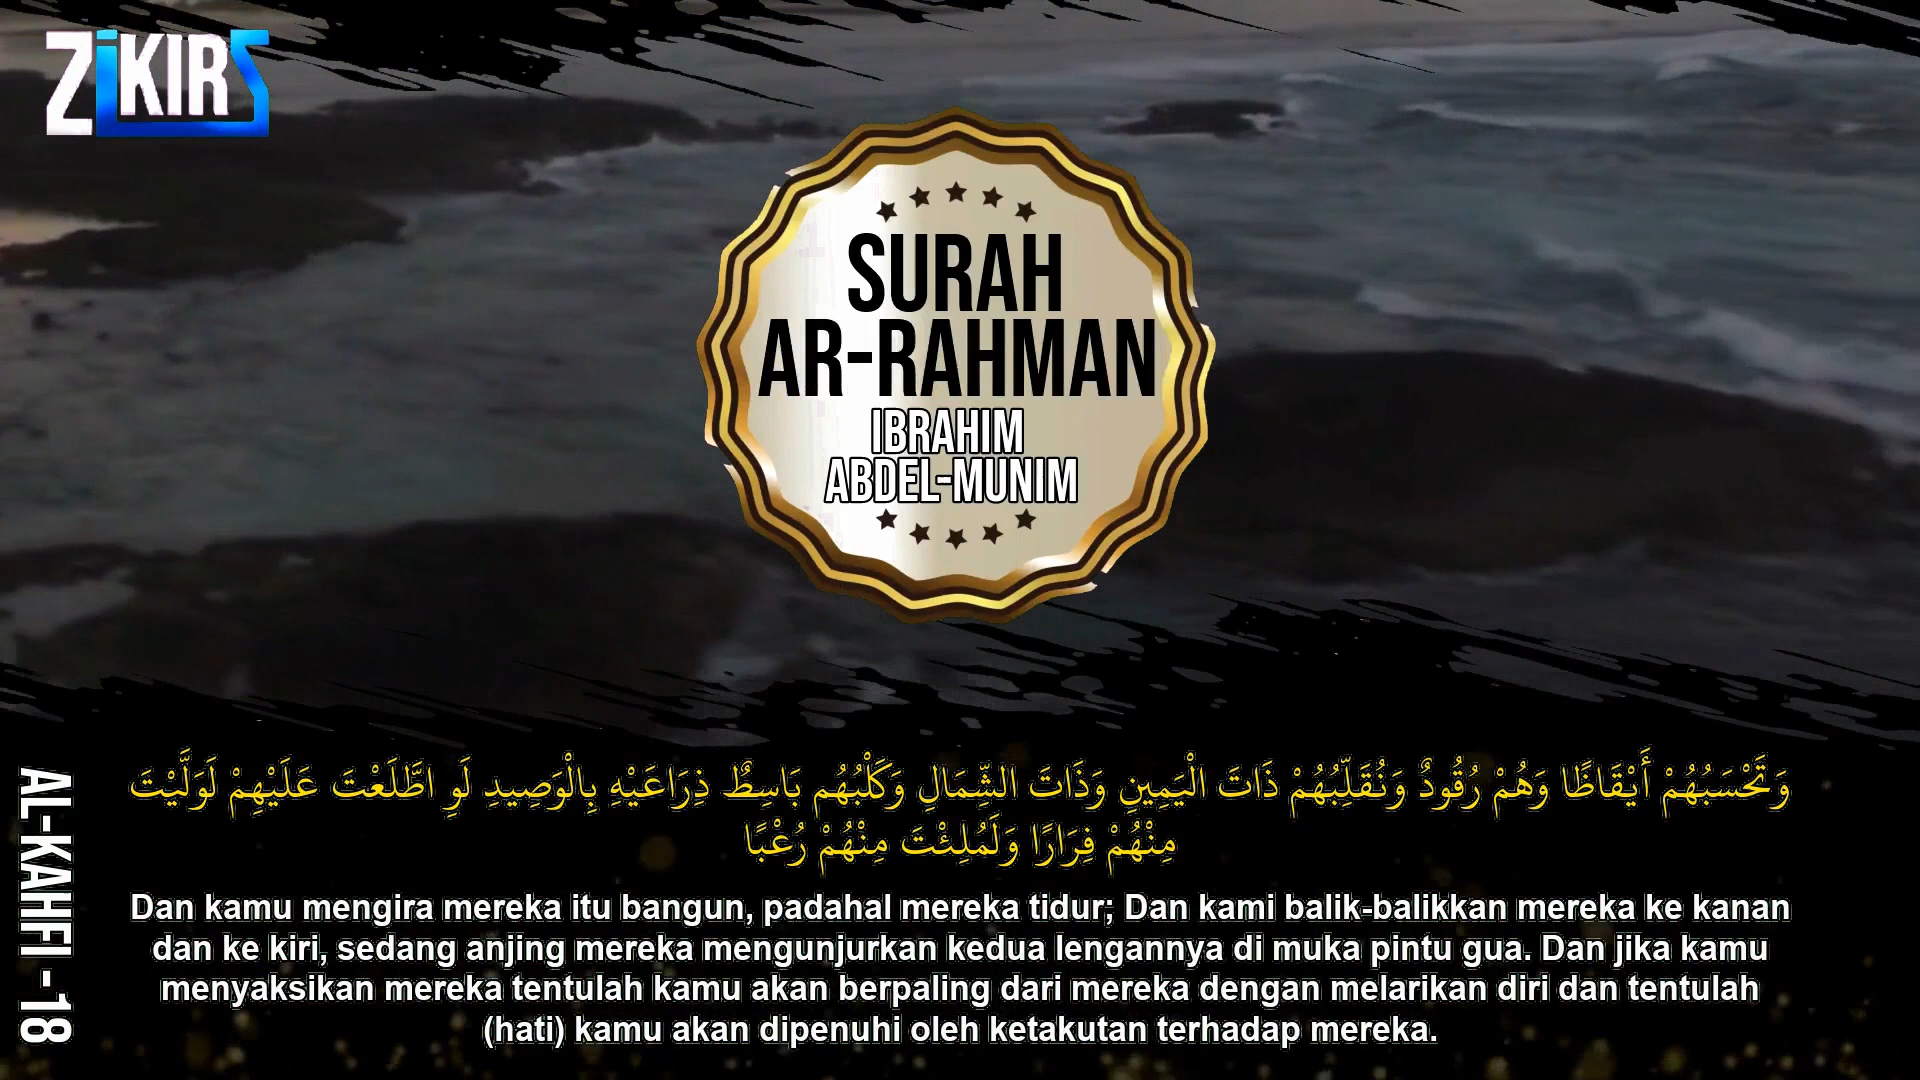 ZiKIRS
SURAH
AR-RAHMAN
IBRAHIM
ABDEL-MUNIM
وَتَحْسَبُهُمْ أَيْقَاظًا وَهُمْ رُقُودٌ وَنُقَلِّبُهُمْ ذَاتَ الْيَمِينِ وَذَاتَ الشِّمَالِ وَكَلْبُهُم بَاسِطٌ ذِرَاعَيْهِ بِالْوَصِيدِ لَوِ اطَّلَعْتَ عَلَيْهِمْ لَوَلَّيْتَ
مِنْهُمْ فِرَارًا وَلَمُلِئْتَ مِنْهُمْ رُعْبًا
Dan kamu mengira mereka itu bangun, padahal mereka tidur; Dan kami balik-balikkan mereka ke kanan
dan ke kiri, sedang anjing mereka mengunjurkan kedua lengannya di muka pintu gua. Dan jika kamu
menyaksikan mereka tentulah kamu akan berpaling dari mereka dengan melarikan diri dan tentulah
(hati) kamu akan dipenuhi oleh ketakutan terhadap mereka.
AL-KAHFI - 18